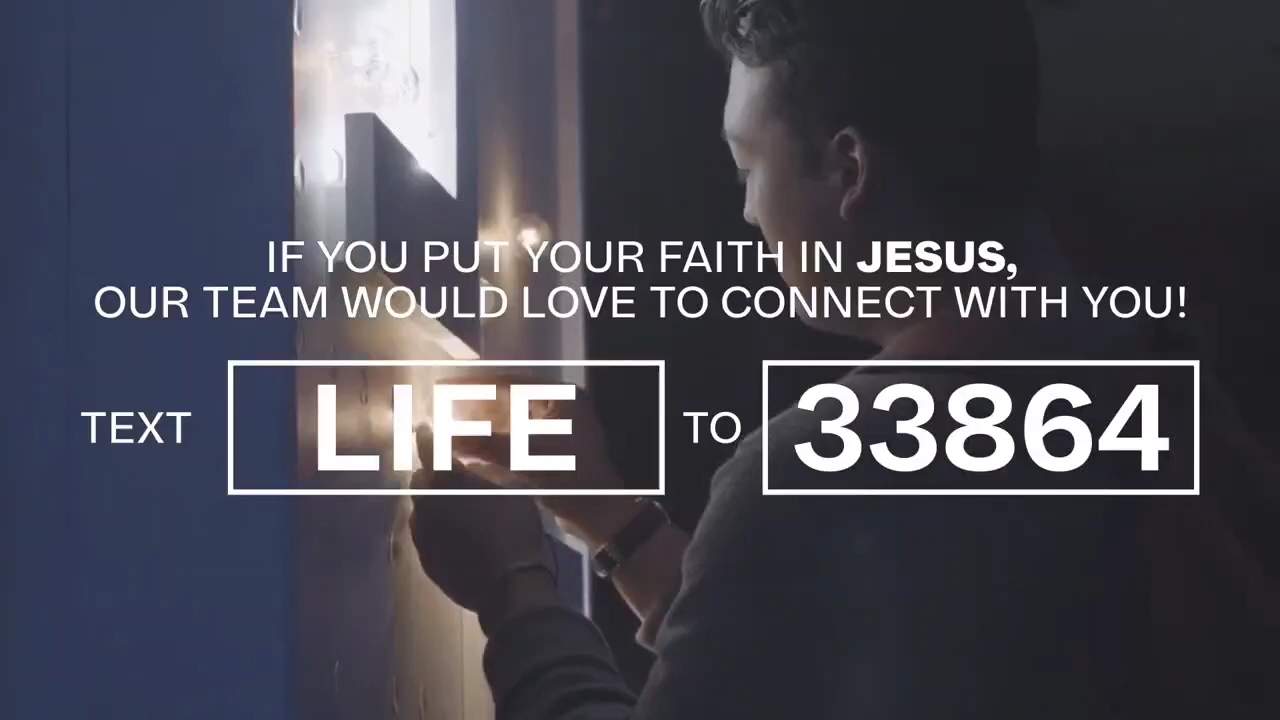 IF YOU PUT YOUR FAITH IN JESUS,
OUR TEAM WOULD LOVE TO CONNECT WITH YOU!
TEXT LIFE TO 33864